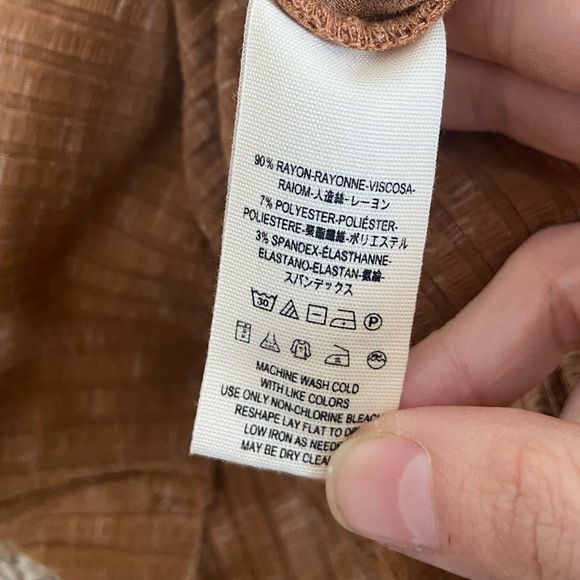 90% RAYON-RAYONNE-VISCOSA-
RAIOM-人造絲-レーヨン
7% POLYESTER-POLIÉSTER-
POLIESTERE-聚酯纖維-ポリエステル
3% SPANDEX-ÉLASTHANNE-
ELASTANO-ELASTAN-氨綸-
スパンデックス
30 P
MACHINE WASH COLD
WITH LIKE COLORS
USE ONLY NON-CHLORINE BLEACH
RESHAPE LAY FLAT TO
LOW IRON AS NEEDE
MAY BE DRY CLEA